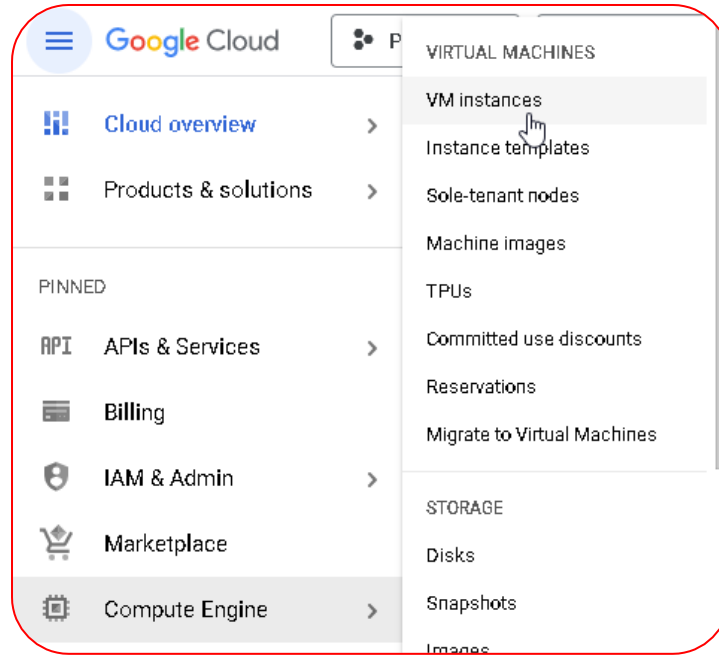 Google Cloud
P
Cloud overview
Products & solutions
PINNED
API APIs & Services
Billing
IAM & Admin
Marketplace
Compute Engine
VIRTUAL MACHINES
VM instances
Instance templates
Sole-tenant nodes
Machine images
TPUs
Committed use discounts
Reservations
Migrate to Virtual Machines
STORAGE
Disks
Snapshots
Images